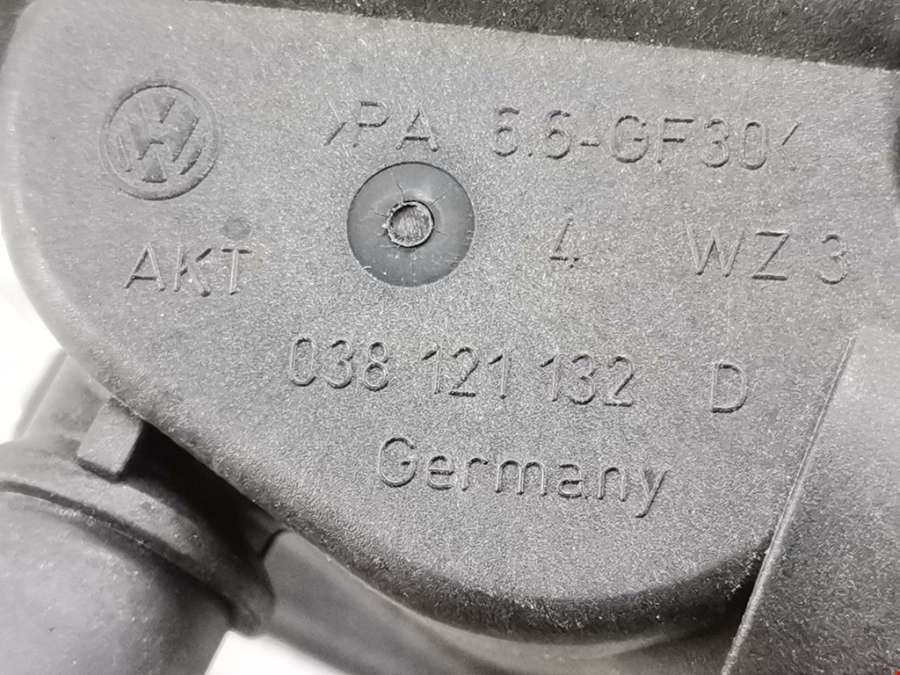 >PA 6.6-GF30<
AKT 4 WZ 3
038 121 132 D
Germany